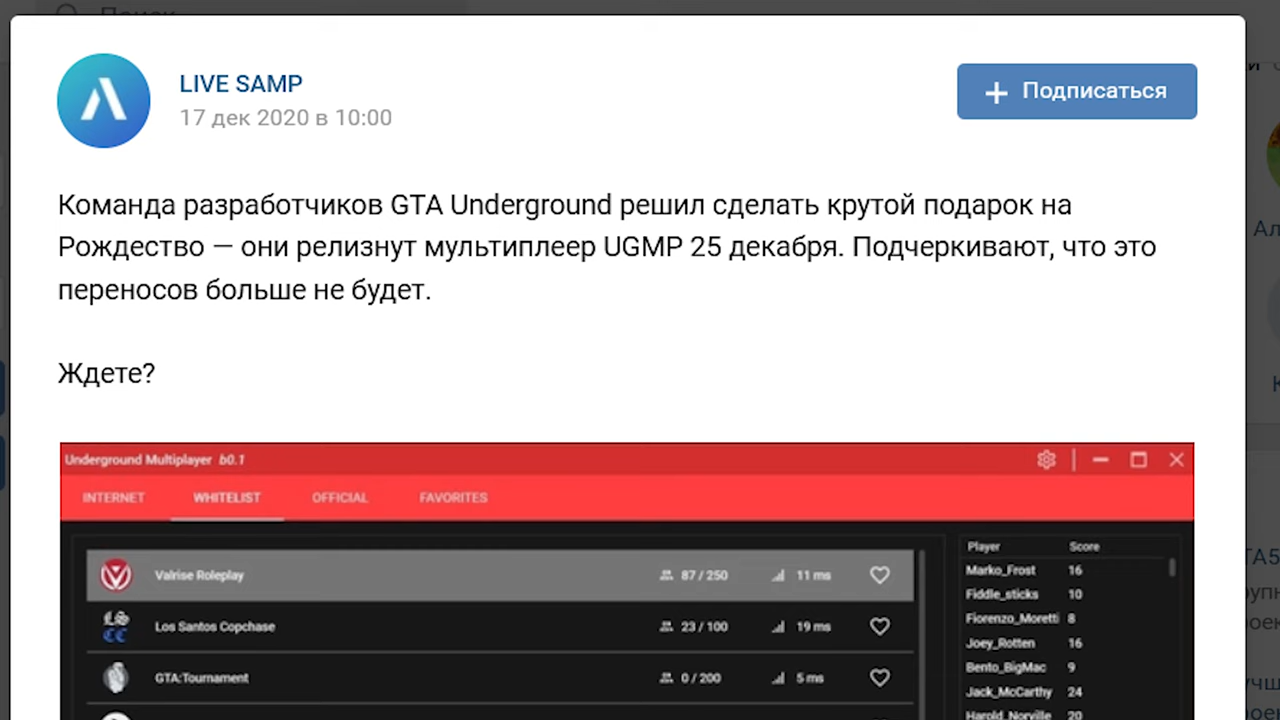 LIVE SAMP
17 дек 2020 в 10:00
Подписаться
Команда разработчиков GTA Underground решил сделать крутой подарок на
Рождество — они релизнут мультиплеер UGMP 25 декабря. Подчеркивают, что это
переносов больше не будет.
Ждете?
Underground Multiplayer b0.1
INTERNET WHITELIST OFFICIAL FAVORITES
Valrise Roleplay 87 / 250 11 ms
Los Santos Copchase 23 / 100 19 ms
GTA:Tournament 0 / 200 5 ms
Player Score
Marko_Frost 16
Fiddle_sticks 10
Fiorenzo_Moretti 8
Joey_Rotten 16
Bento_BigMac 9
Jack_McCarthy 24
Harold_Norville 20